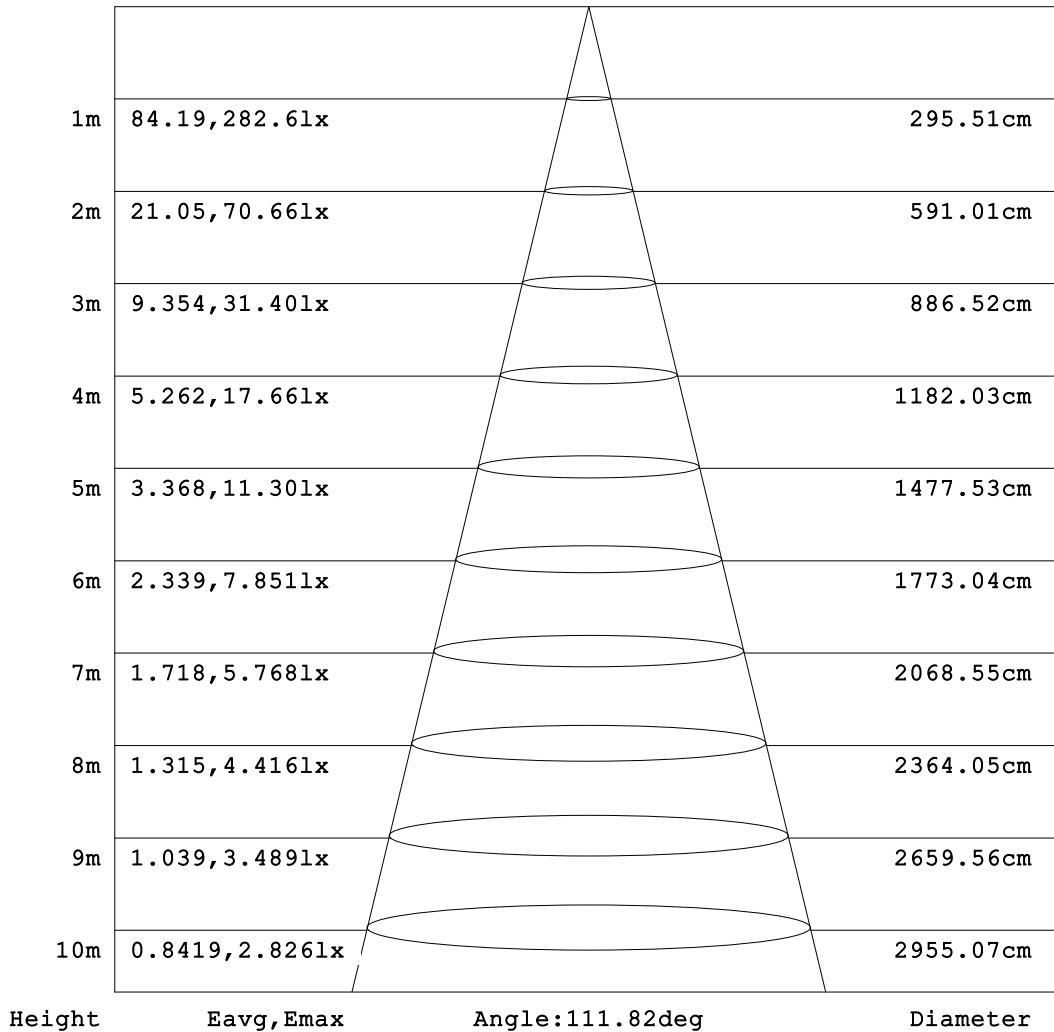 1m 84.19,282.6lx 295.51cm
2m 21.05,70.66lx 591.01cm
3m 9.354,31.40lx 886.52cm
4m 5.262,17.66lx 1182.03cm
5m 3.368,11.30lx 1477.53cm
6m 2.339,7.851lx 1773.04cm
7m 1.718,5.768lx 2068.55cm
8m 1.315,4.416lx 2364.05cm
9m 1.039,3.489lx 2659.56cm
10m 0.8419,2.826lx 2955.07cm
Height Eavg,Emax Angle:111.82deg Diameter